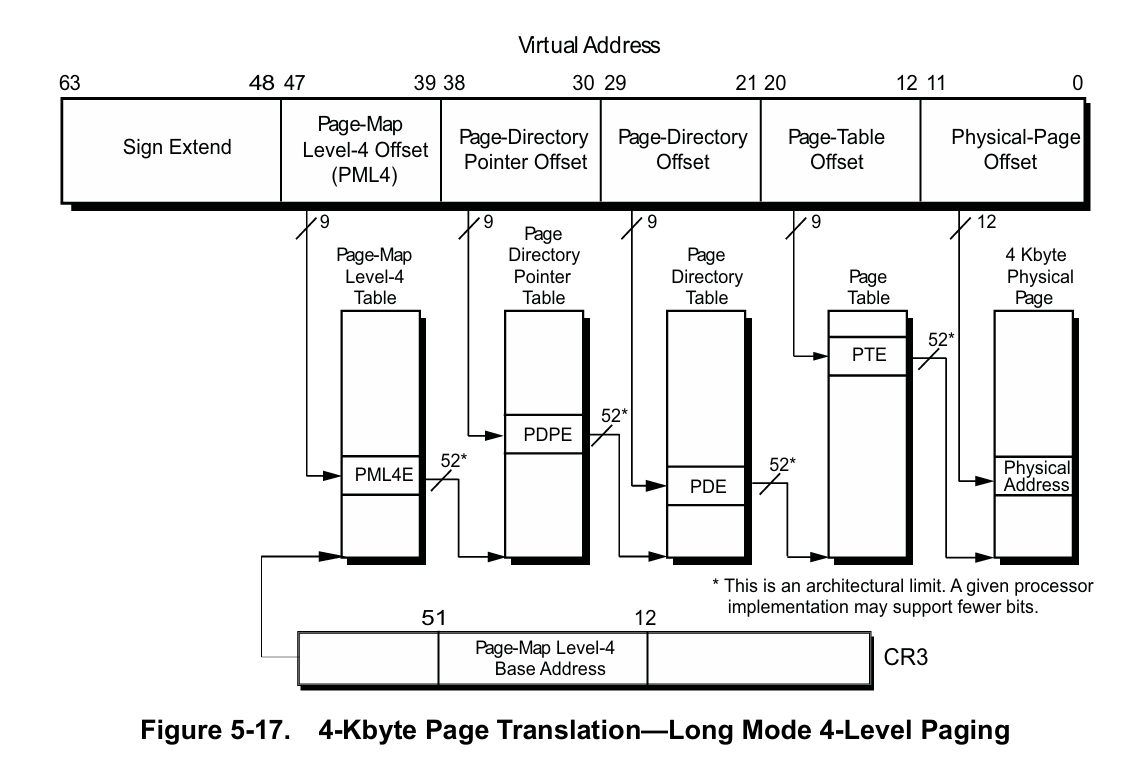 Virtual Address
63 48 47 39 38 30 29 21 20 12 11 0
Sign Extend
Page-Map
Level-4 Offset
(PML4)
Page-Directory
Pointer Offset
Page-Directory
Offset
Page-Table
Offset
Physical-Page
Offset
9
9
9
9
12
Page-Map
Level-4
Table
Page
Directory
Pointer
Table
Page
Directory
Table
Page
Table
4 Kbyte
Physical
Page
PML4E
52*
PDPE
52*
PDE
52*
PTE
52*
Physical
Address
* This is an architectural limit. A given processor
implementation may support fewer bits.
51 12
Page-Map Level-4
Base Address
CR3
Figure 5-17. 4-Kbyte Page Translation—Long Mode 4-Level Paging